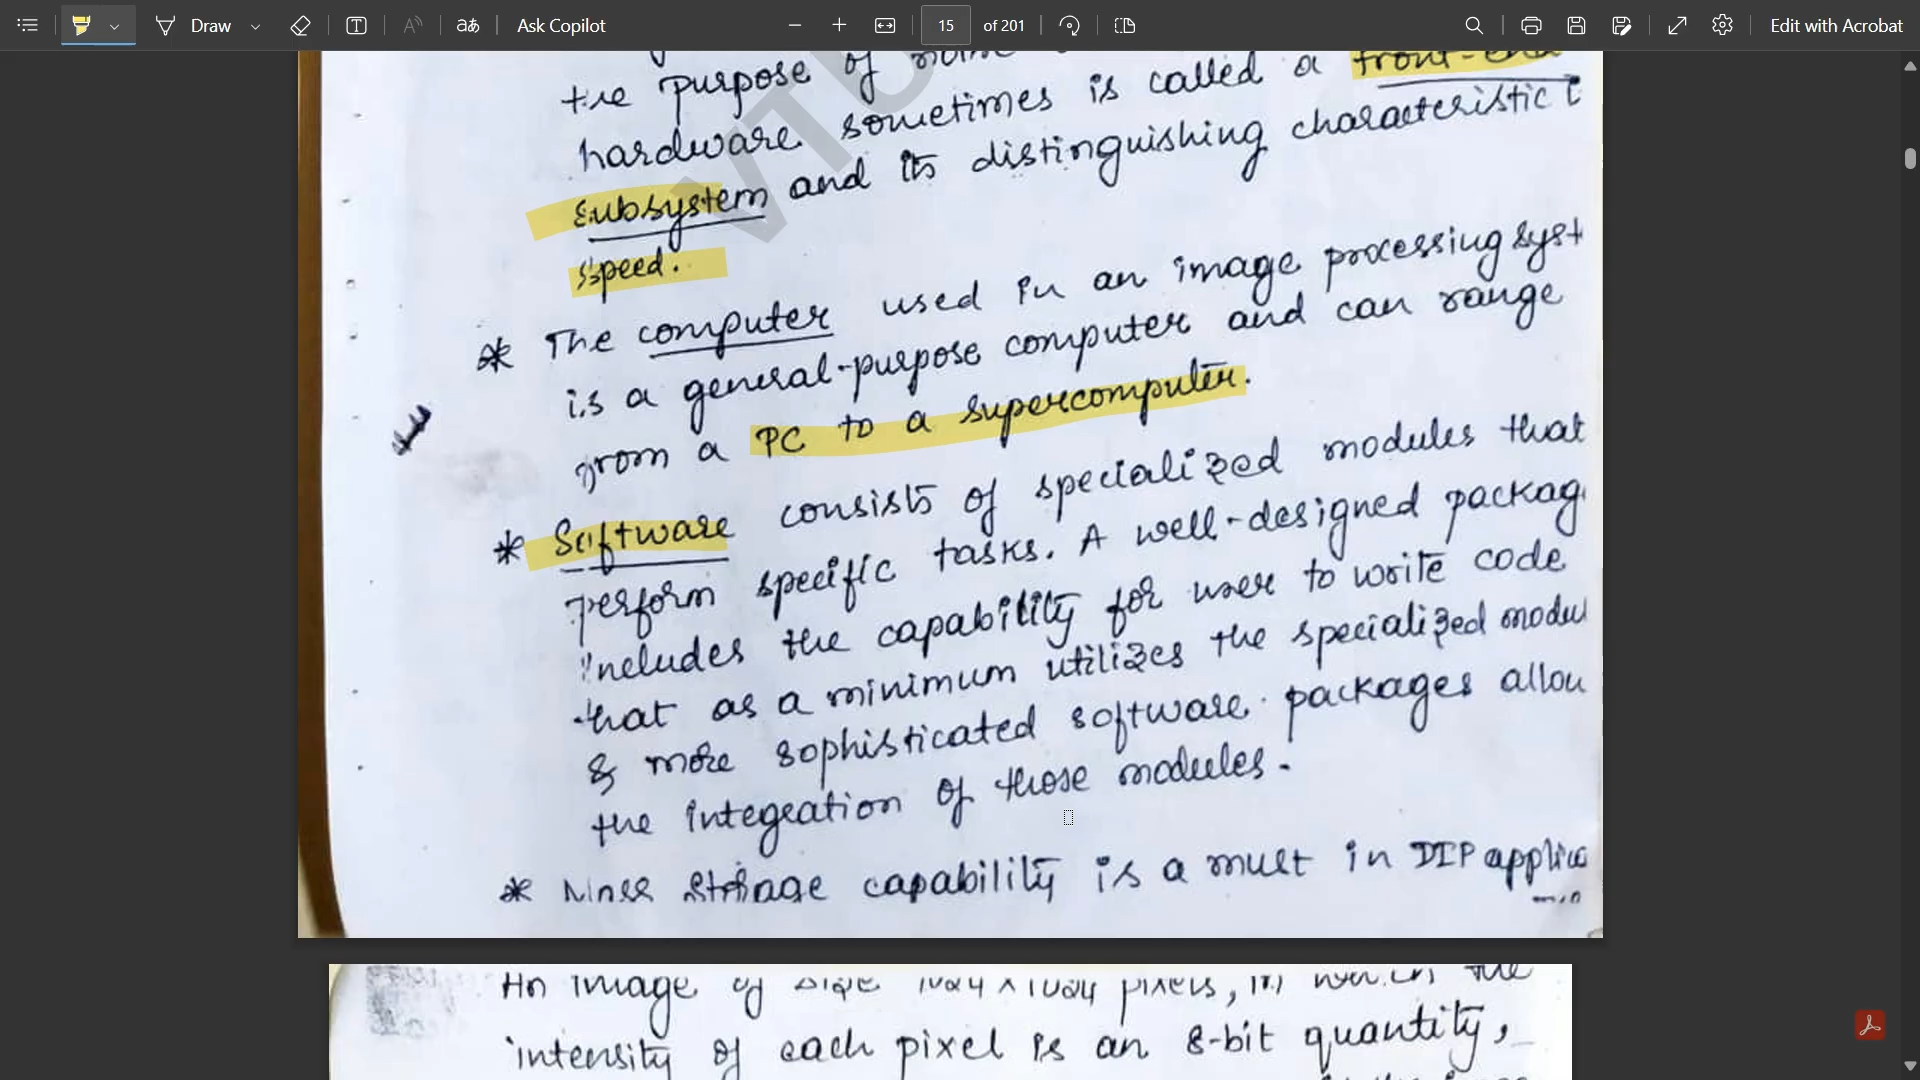 Draw
Ask Copilot
15 of 201
Edit with Acrobat
the purpose of
VTU
hardware sometimes is called a front-end
subsystem and its distinguishing characteristic i
speed.
* The computer used in an image processing syst
is a general-purpose computer and can range
from a PC to a supercomputer.
* Software consists of specialized modules that
perform specific tasks. A well-designed packag
includes the capability for user to write code
that as a minimum utilizes the specialized modul
& more sophisticated software packages allow
the integration of those modules.
* Mass storage capability is a must in DIP applica
An image of size 1024 x 1024 pixels, in which the
intensity of each pixel is an 8-bit quantity,